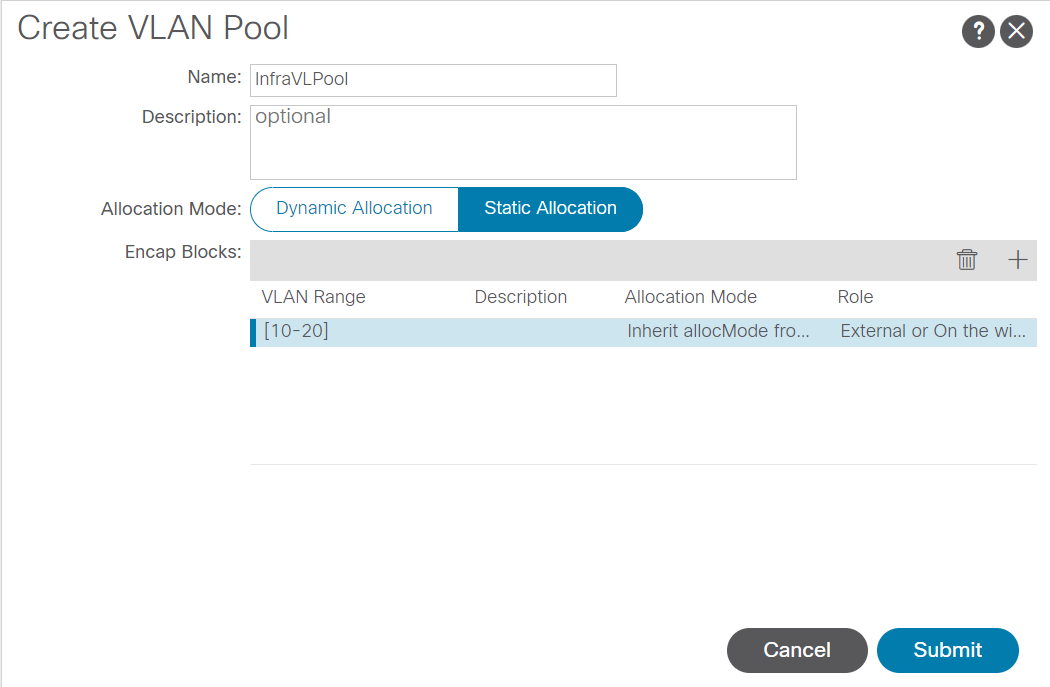 Create VLAN Pool
?
Name: InfraVLPool
Description: optional
Allocation Mode: Dynamic Allocation Static Allocation
Encap Blocks:
VLAN Range Description Allocation Mode Role
[10-20] Inherit allocMode fro... External or On the wi...
Cancel Submit